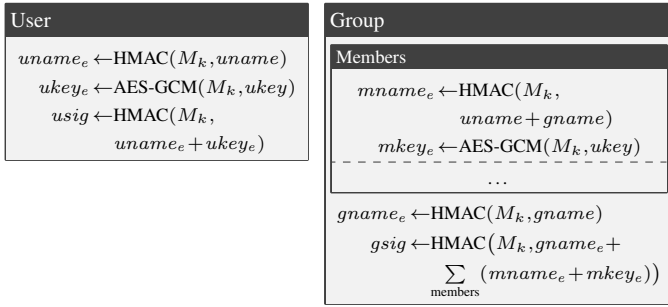 User
uname_e ←HMAC(M_k,uname)
ukey_e ←AES-GCM(M_k,ukey)
usig ←HMAC(M_k,
uname_e+ukey_e)
Group
Members
mname_e ←HMAC(M_k,
uname+gname)
mkey_e ←AES-GCM(M_k,ukey)
...
gname_e ←HMAC(M_k,gname)
gsig ←HMAC(M_k,gname_e+
∑ (mname_e+mkey_e))
members